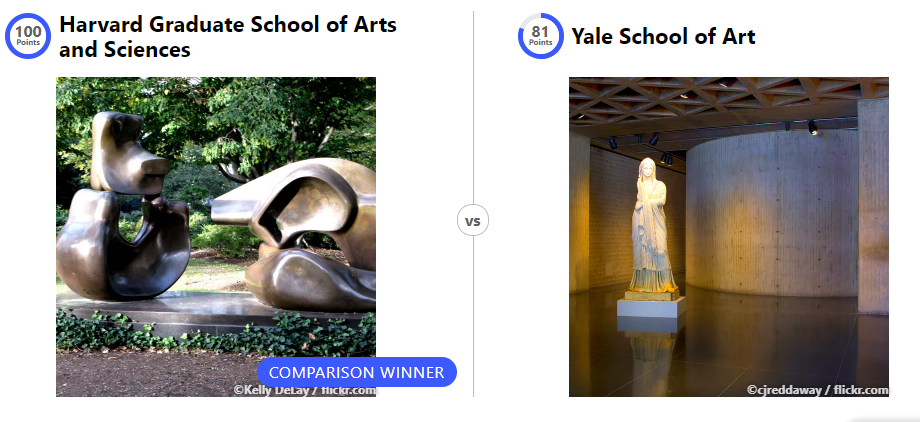 100
Points
Harvard Graduate School of Arts
and Sciences
COMPARISON WINNER
©Kelly DeLay / flickr.com
vs
81
Points
Yale School of Art
©cjreddaway / flickr.com